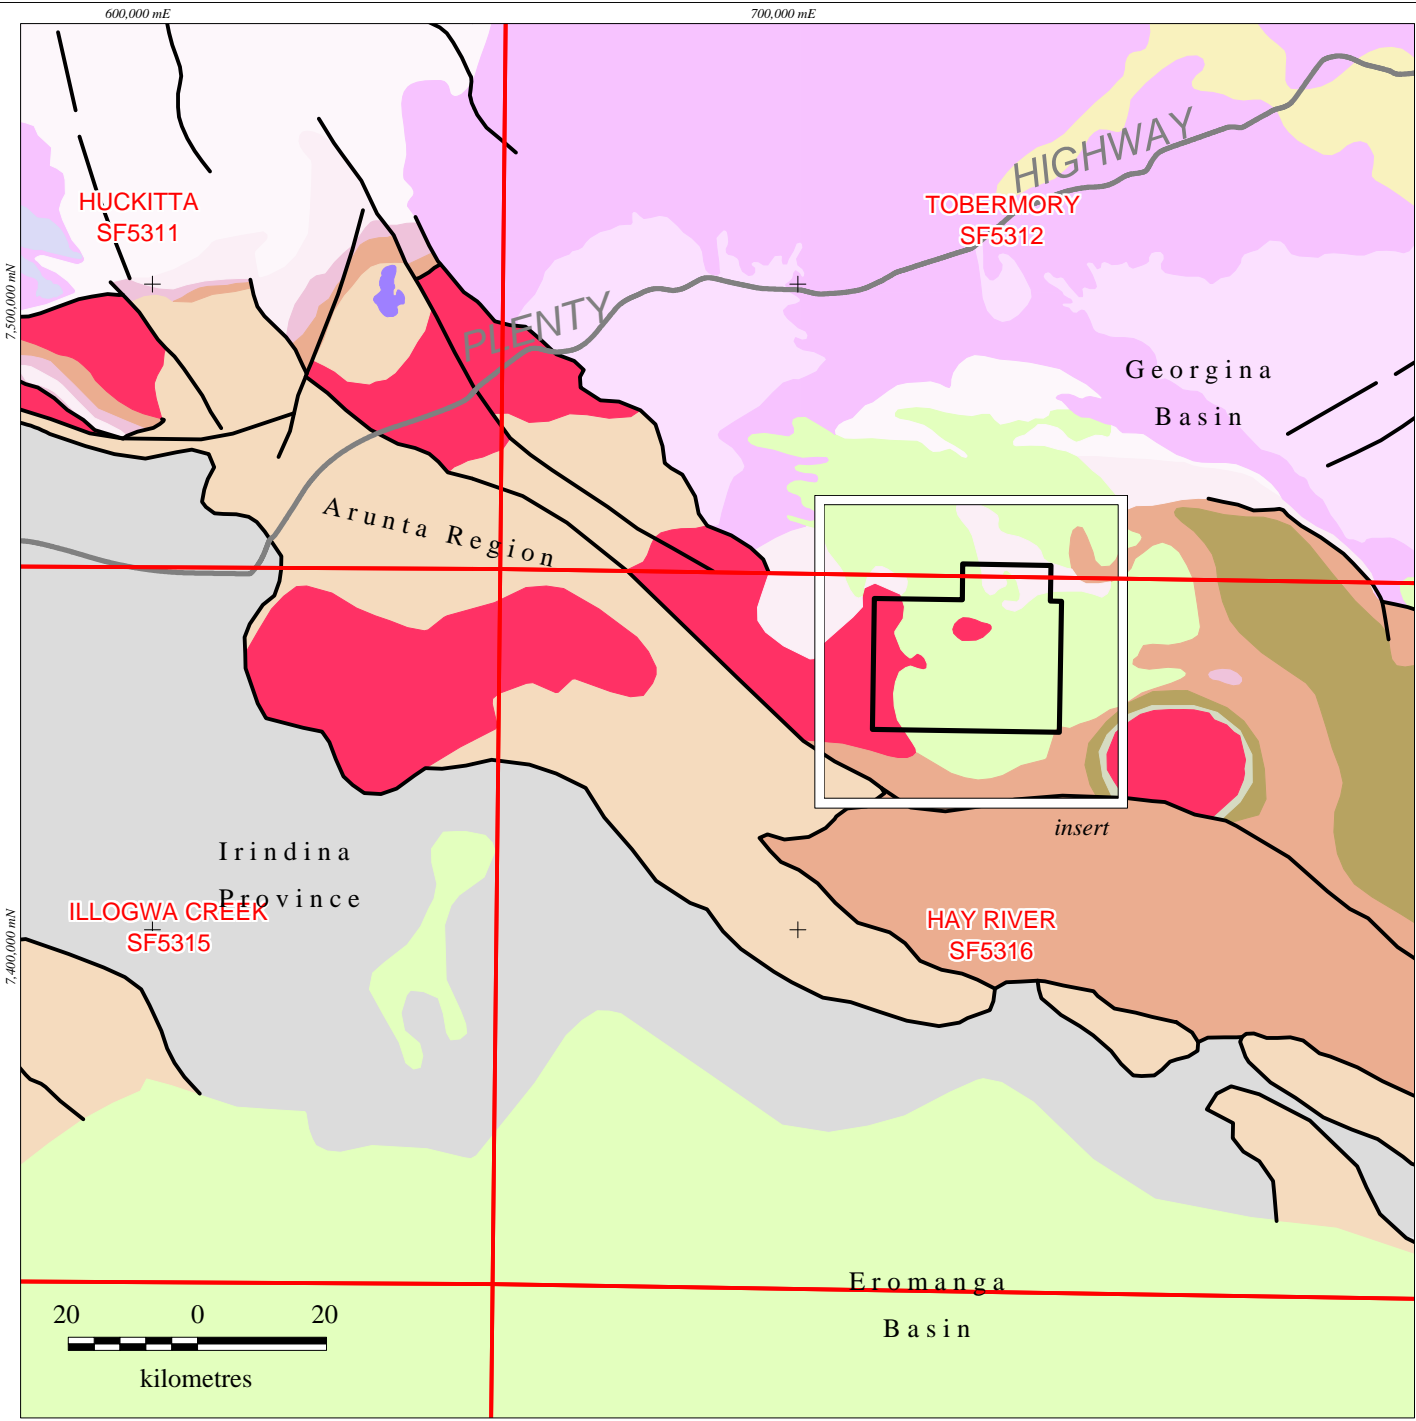 600,000 mE
700,000 mE
HIGHWAY
HUCKITTA
SF5311
TOBERMORY
SF5312
7,500,000 mN
PLENTY
Georgina
Basin
Arunta Region
insert
Irindina
Province
ILLOGWA CREEK
SF5315
HAY RIVER
SF5316
7,400,000 mN
Eromanga
Basin
20 0 20
kilometres